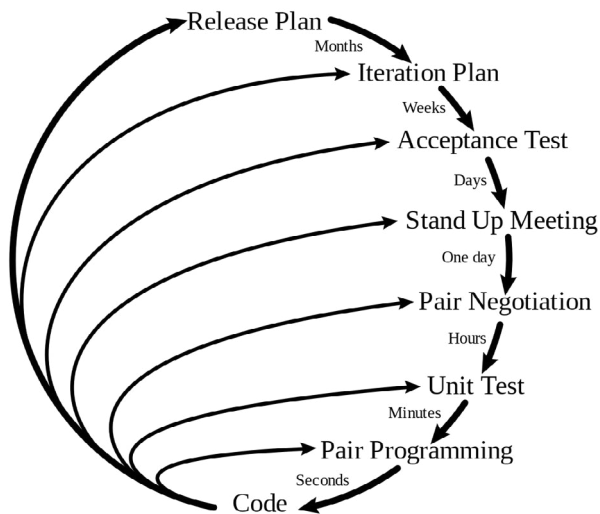 Release Plan
Months
Iteration Plan
Weeks
Acceptance Test
Days
Stand Up Meeting
One day
Pair Negotiation
Hours
Unit Test
Minutes
Pair Programming
Seconds
Code